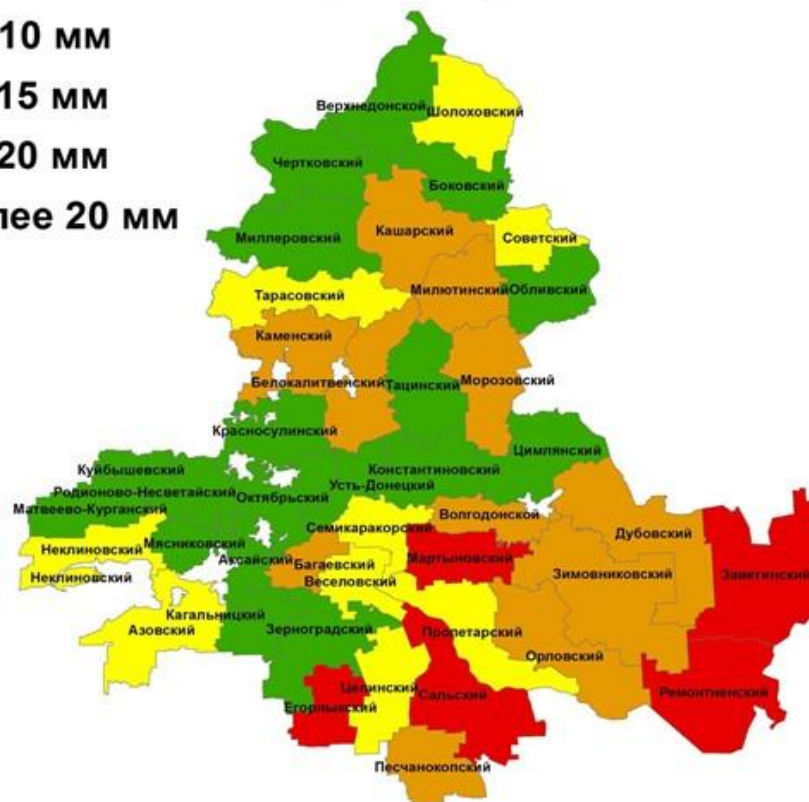 10 мм
15 мм
20 мм
лее 20 мм
Верхнедонской
Шолоховский
Чертковский
Боковский
Миллеровский
Кашарский
Советский
Тарасовский
Милютинский
Обливский
Каменский
Белокалитвенский
Тацинский
Морозовский
Красносулинский
Цимлянский
Куйбышевский
Константиновский
Родионово-Несветайский
Октябрьский
Усть-Донецкий
Матвеево-Курганский
Семикаракорский
Волгодонской
Дубовский
Неклиновский
Мясниковский
Аксайский
Багаевский
Мартыновский
Зимовниковский
Заветинский
Неклиновский
Веселовский
Кагальницкий
Азовский
Зерноградский
Пролетарский
Орловский
Целинский
Сальский
Ремонтненский
Егорлыкский
Песчанокопский